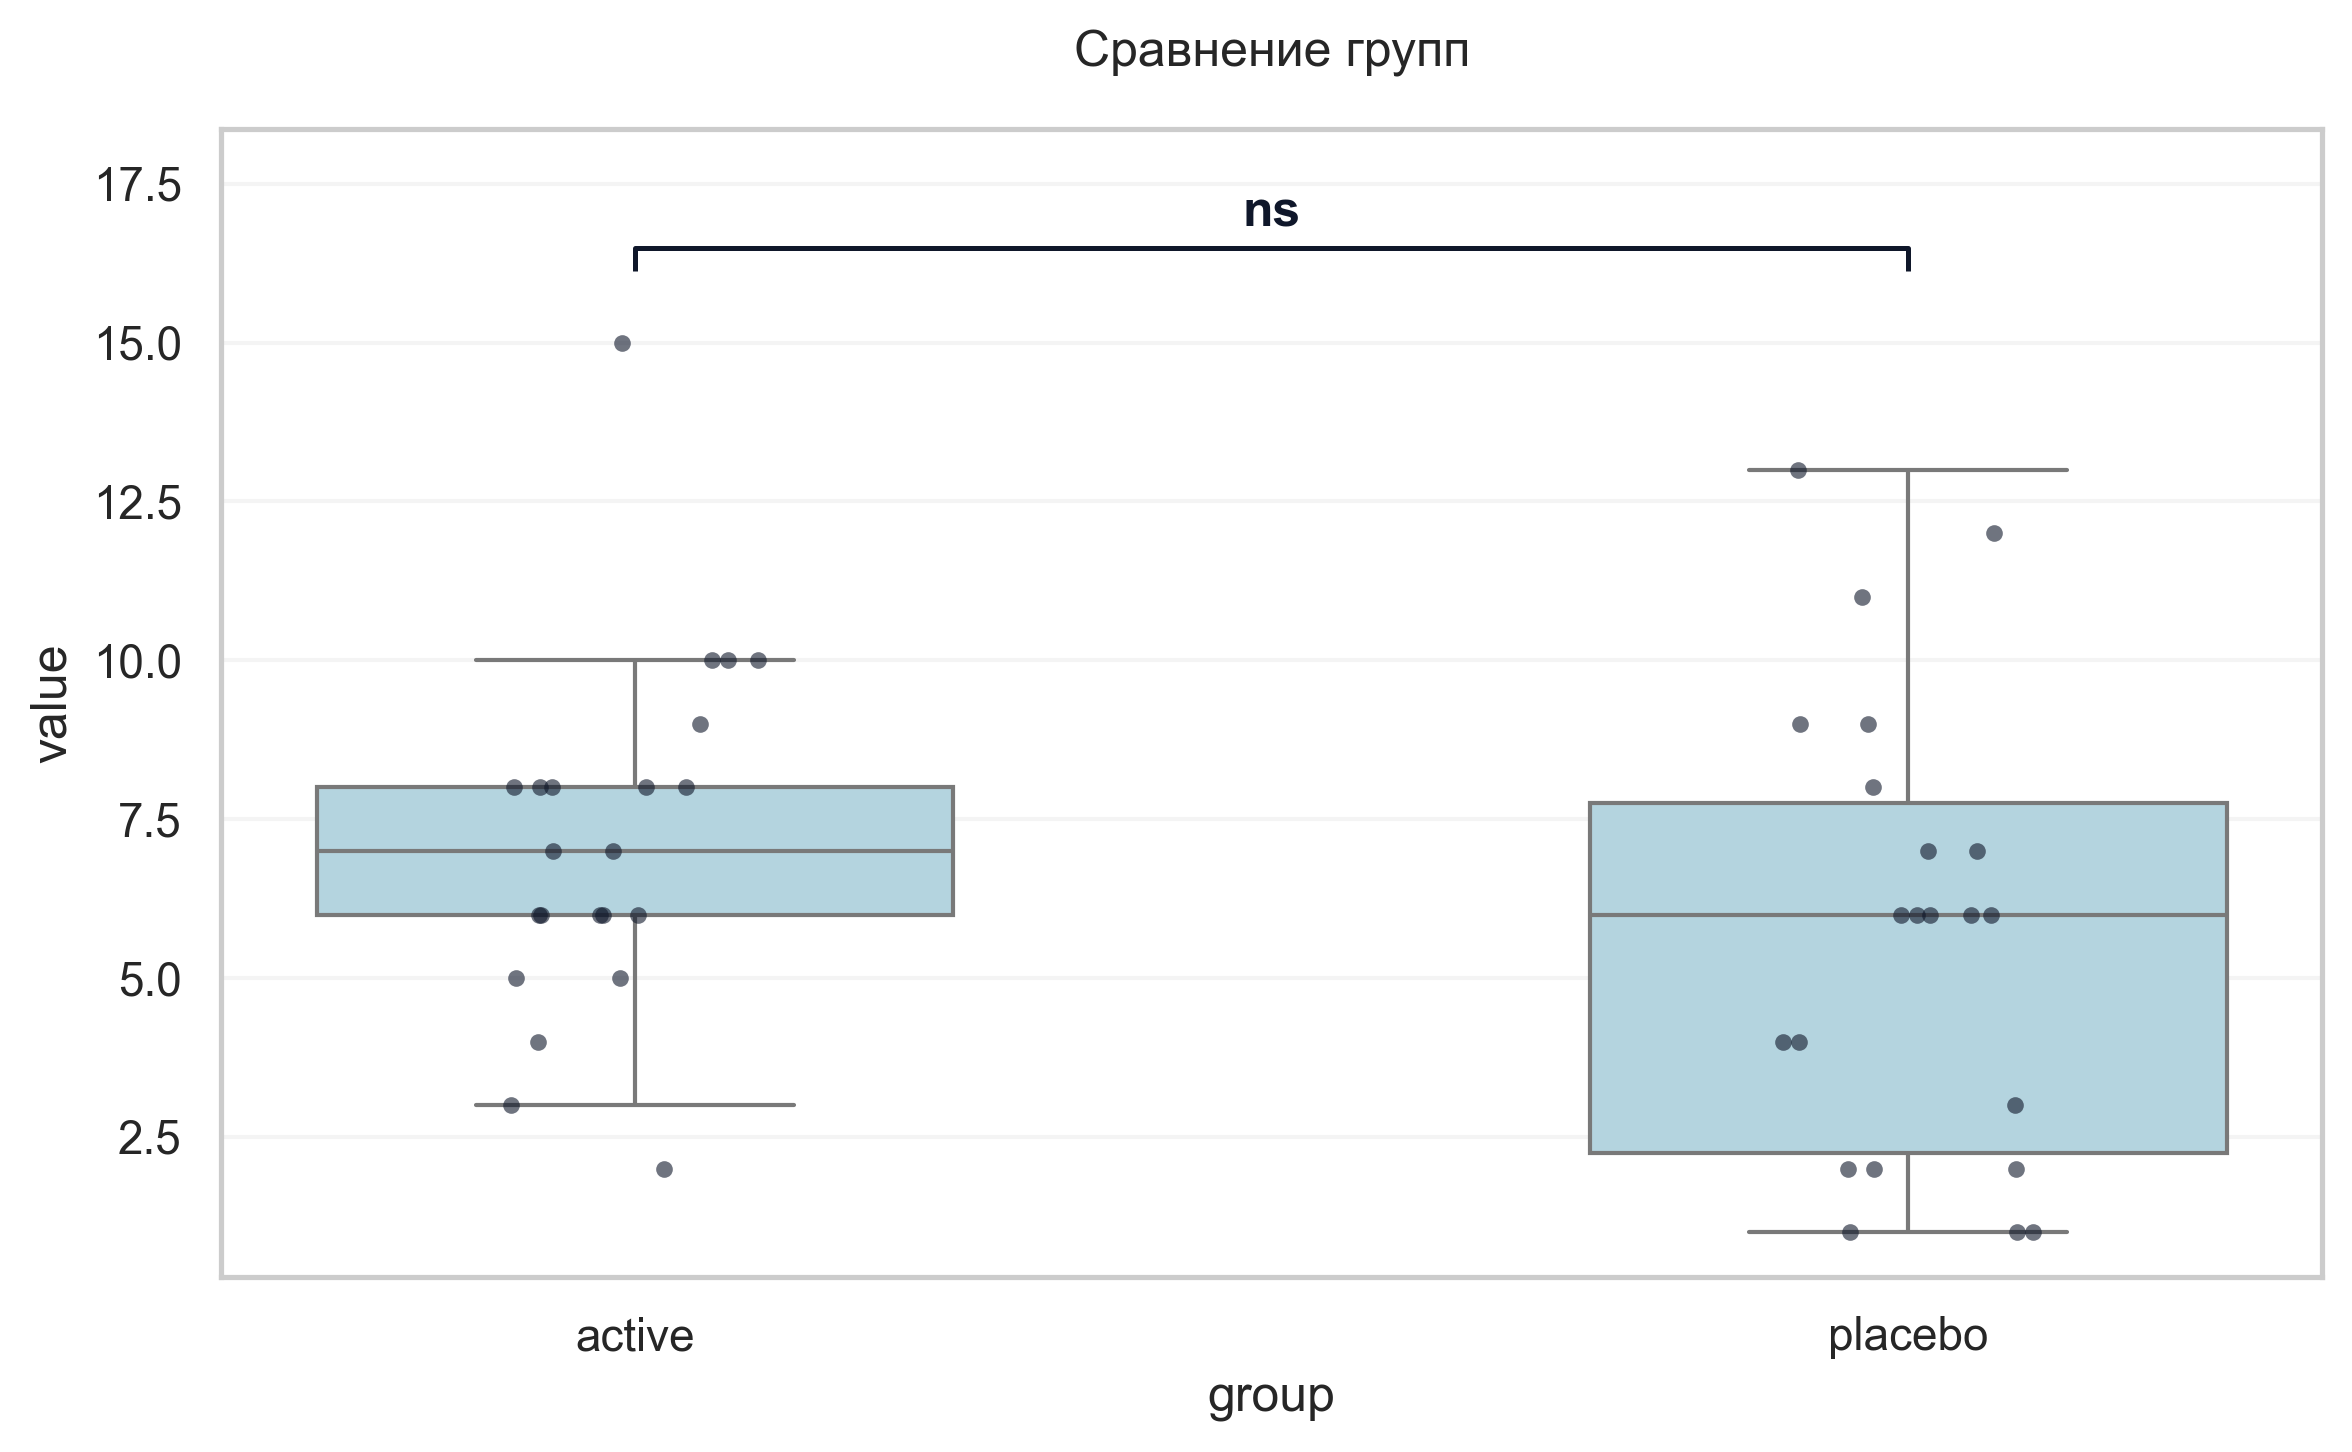 Сравнение групп
17.5
ns
15.0
12.5
10.0
value
7.5
5.0
2.5
active
placebo
group